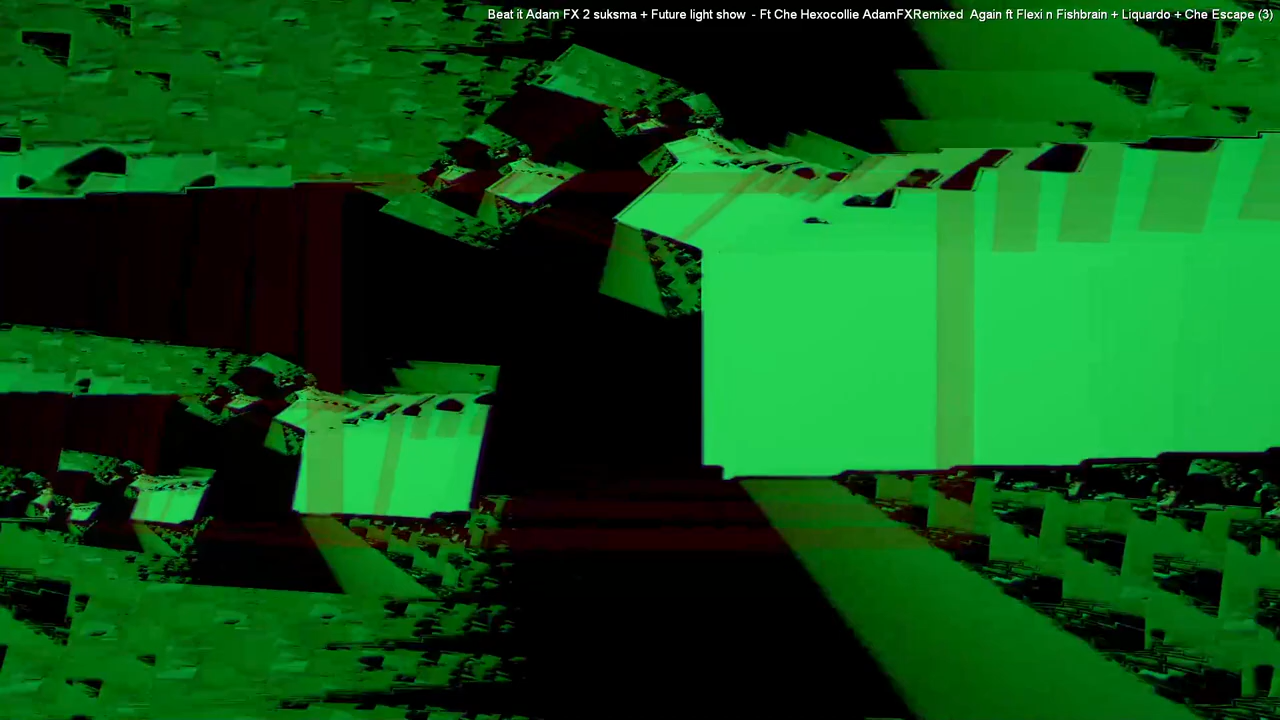 Beat it Adam FX 2 suksma + Future light show - Ft Che Hexocollie AdamFXRemixed Again ft Flexi n Fishbrain + Liquardo + Che Escape (3)